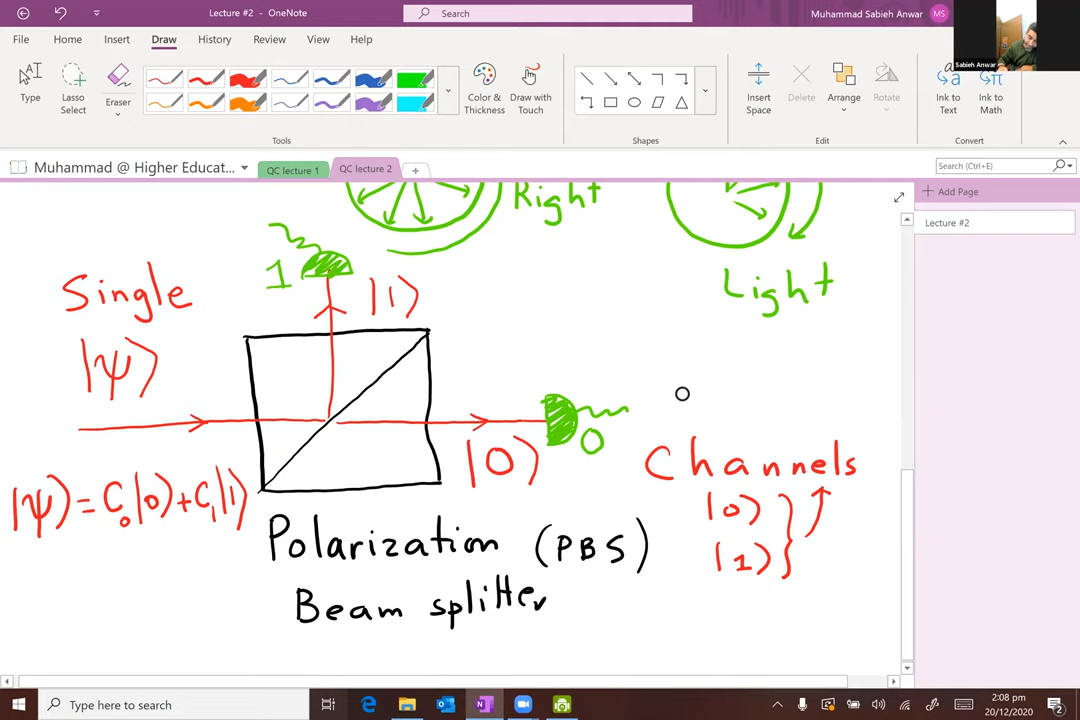 Lecture #2 - OneNote
Search
Muhammad Sabieh Anwar
MS
Sabieh Anwar
File Home Insert Draw History Review View Help
Type
Lasso Select
Eraser
Color & Thickness
Draw with Touch
Insert Space
Delete
Arrange
Rotate
Ink to Text
Ink to Math
Tools
Shapes
Edit
Convert
Muhammad @ Higher Educat...
QC lecture 1
QC lecture 2
+
Search (Ctrl+E)
Add Page
Lecture #2
Right
Light
1
|1⟩
Single
|ψ⟩
0
|0⟩
|ψ⟩ = C₀|0⟩+C₁|1⟩
Channels
|0⟩
|1⟩
Polarization (PBS)
Beam splitter
Type here to search
2:08 pm
20/12/2020
2